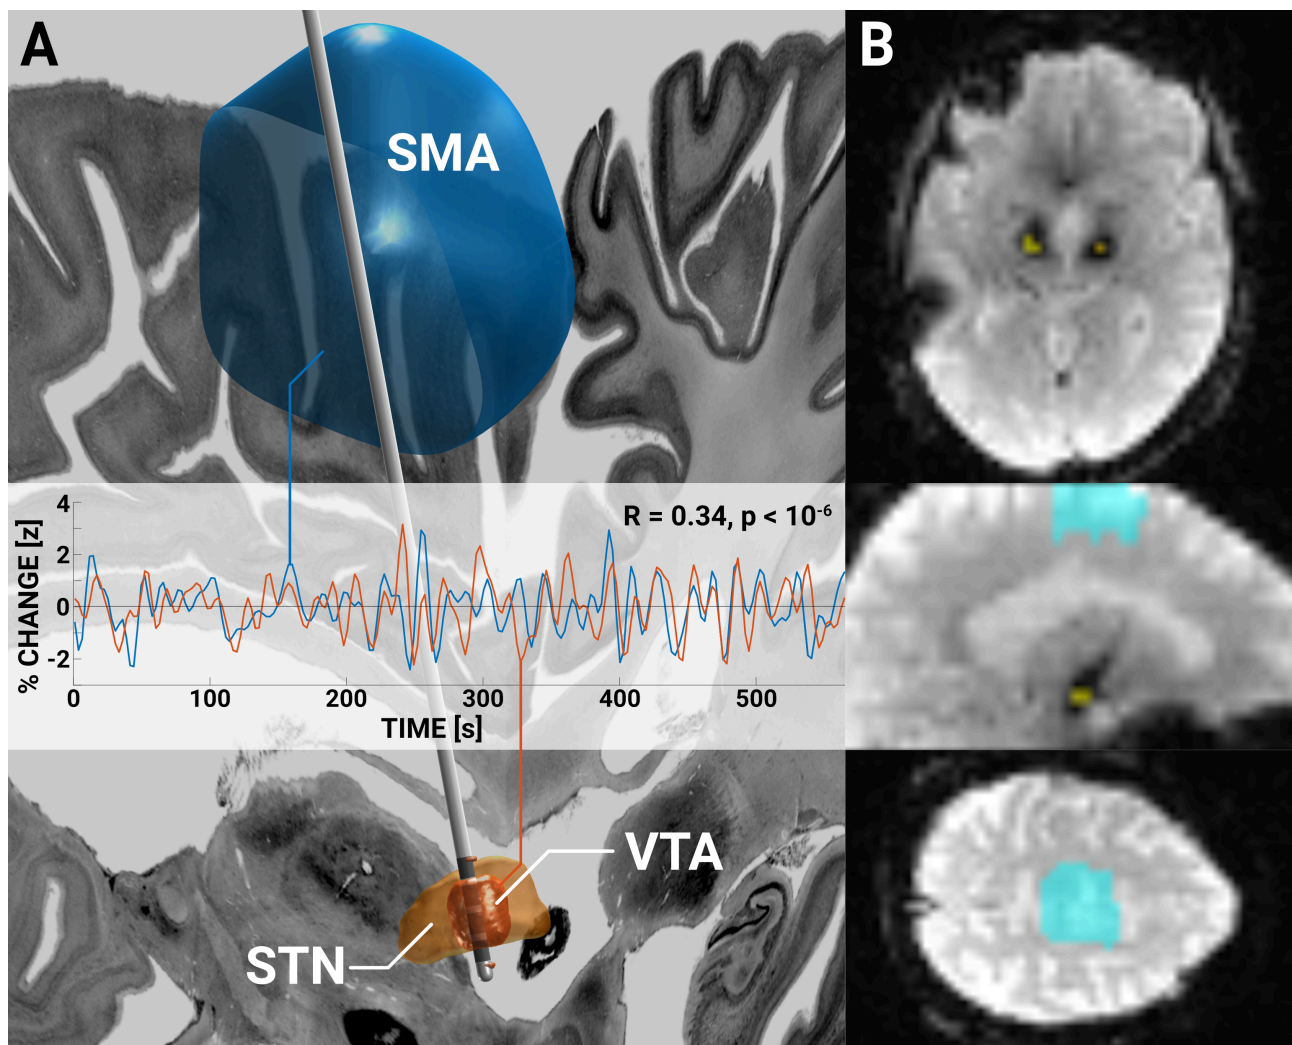 A
B
SMA
R = 0.34, p < 10⁻⁶
% CHANGE [z]
4
2
0
-2
0 100 200 300 400 500
TIME [s]
VTA
STN